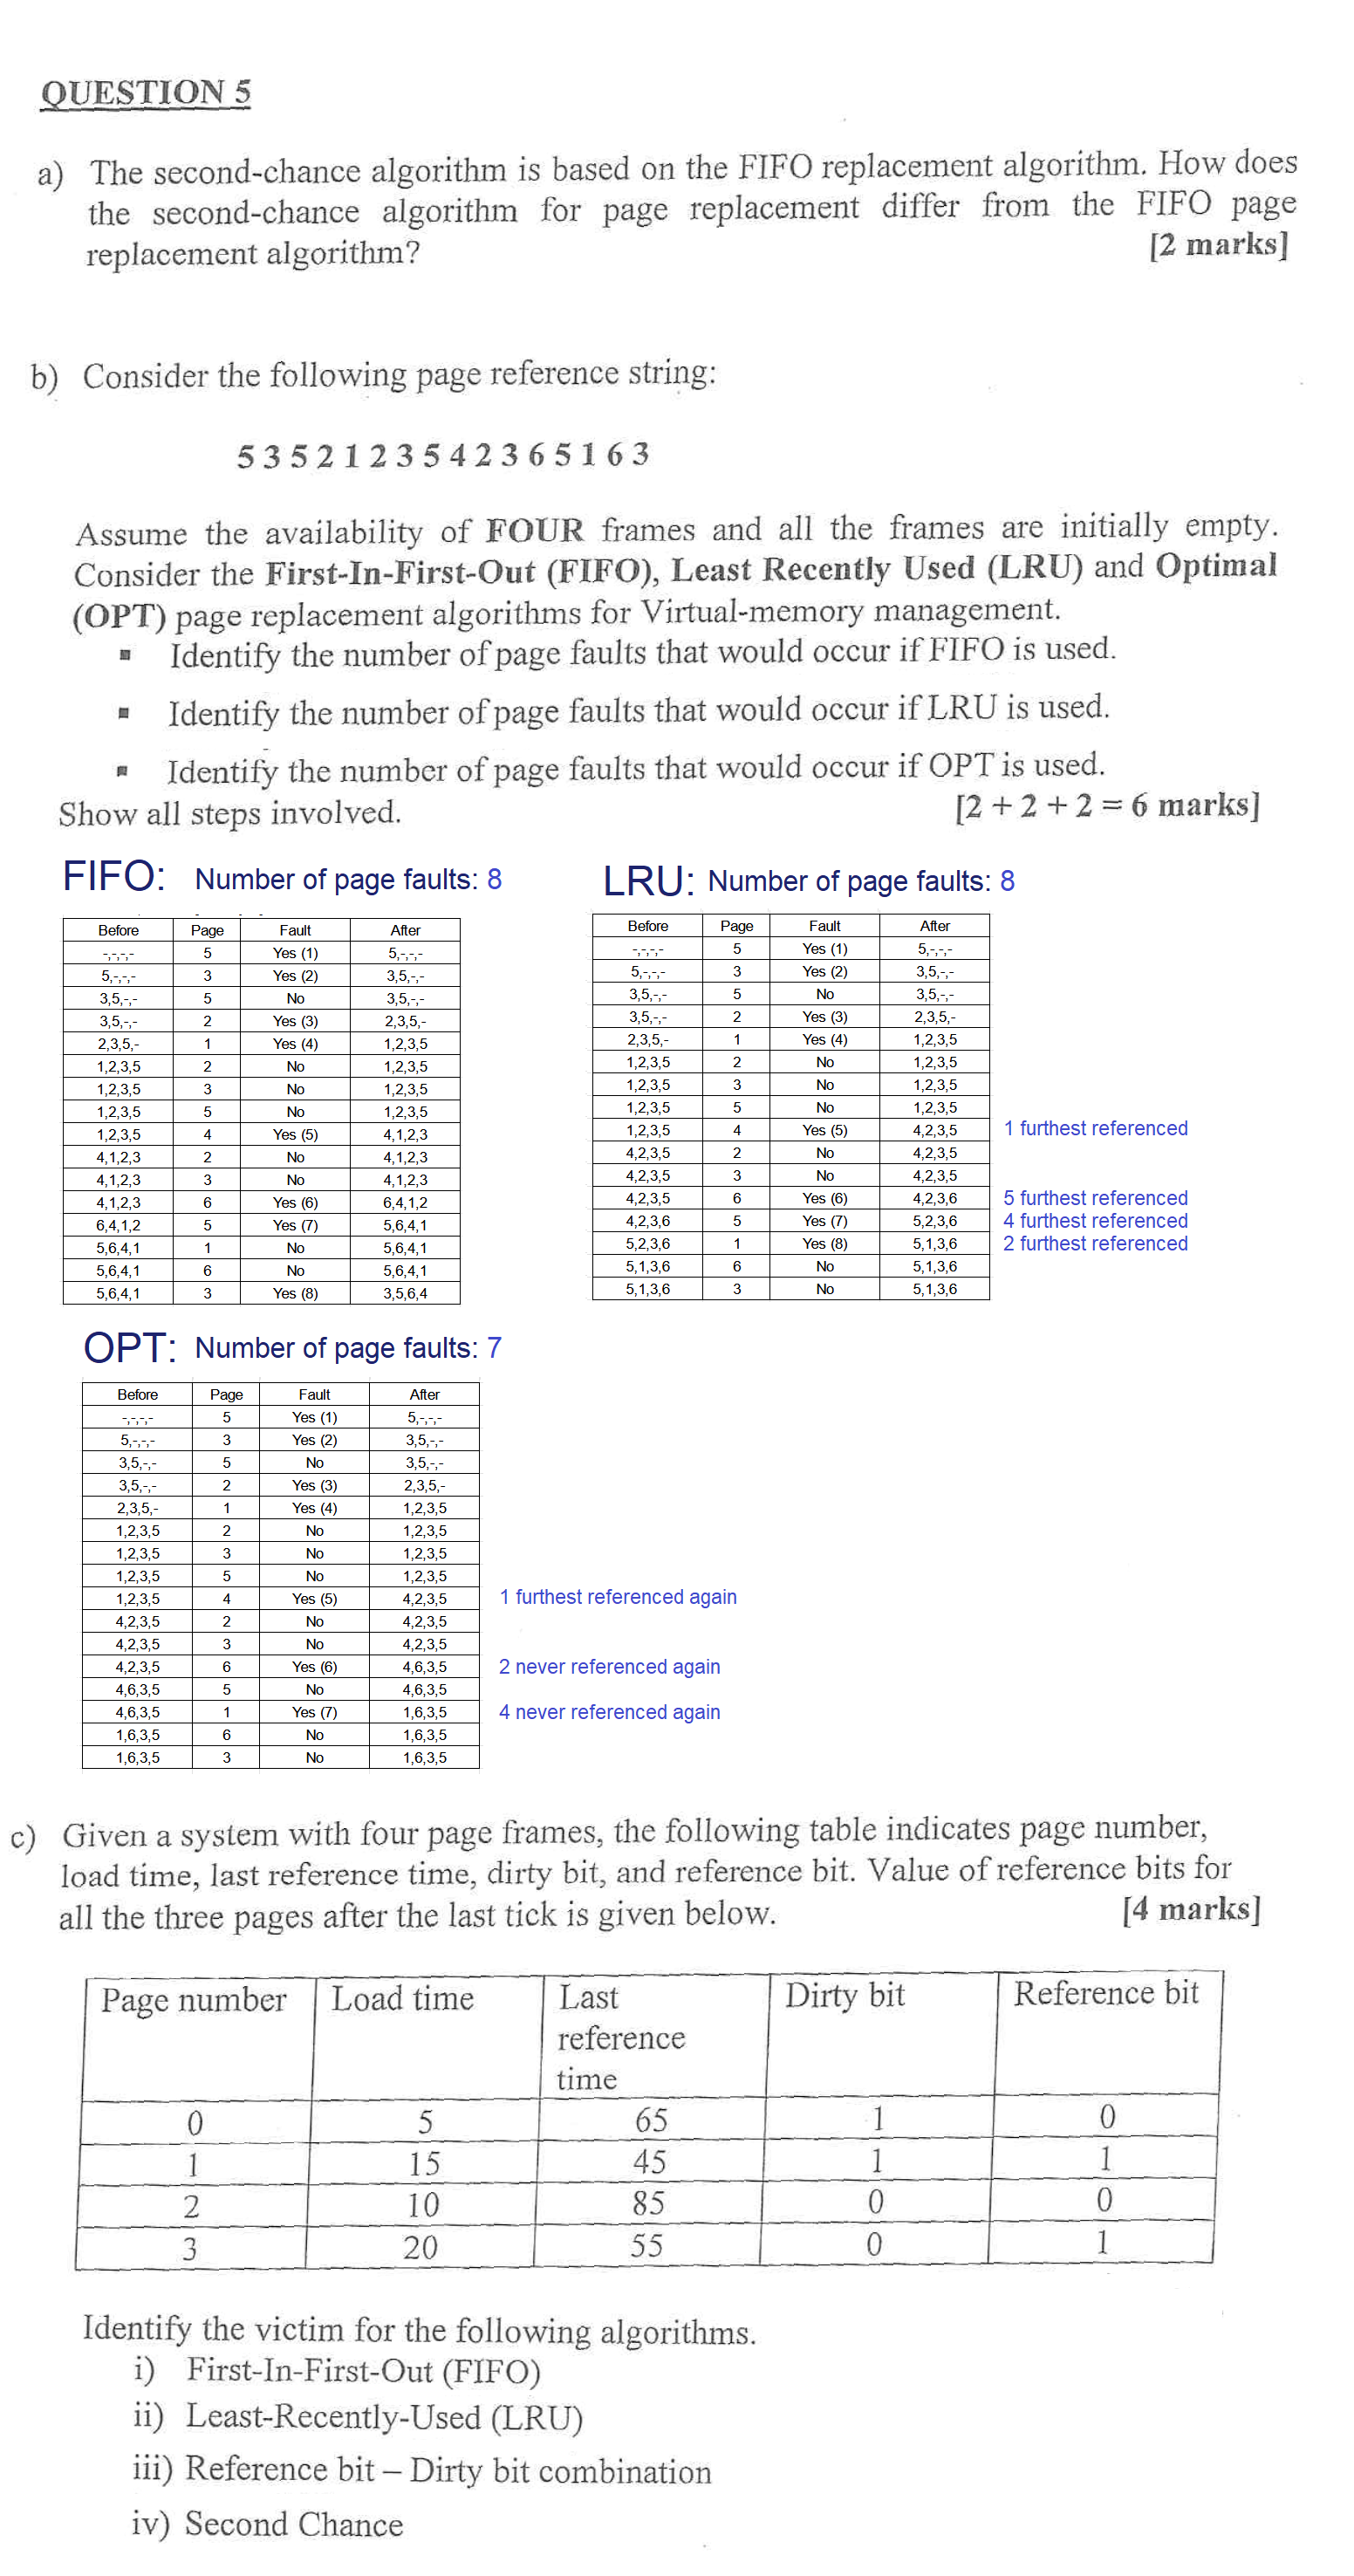 QUESTION 5
a) The second-chance algorithm is based on the FIFO replacement algorithm. How does
the second-chance algorithm for page replacement differ from the FIFO page
replacement algorithm? [2 marks]
b) Consider the following page reference string:
5 3 5 2 1 2 3 5 4 2 3 6 5 1 6 3
Assume the availability of FOUR frames and all the frames are initially empty.
Consider the First-In-First-Out (FIFO), Least Recently Used (LRU) and Optimal
(OPT) page replacement algorithms for Virtual-memory management.
▪ Identify the number of page faults that would occur if FIFO is used.
▪ Identify the number of page faults that would occur if LRU is used.
▪ Identify the number of page faults that would occur if OPT is used.
Show all steps involved. [2 + 2 + 2 = 6 marks]
FIFO: Number of page faults: 8
Before Page Fault After
-,-,-,- 5 Yes (1) 5,-,-,-
5,-,-,- 3 Yes (2) 3,5,-,-
3,5,-,- 5 No 3,5,-,-
3,5,-,- 2 Yes (3) 2,3,5,-
2,3,5,- 1 Yes (4) 1,2,3,5
1,2,3,5 2 No 1,2,3,5
1,2,3,5 3 No 1,2,3,5
1,2,3,5 5 No 1,2,3,5
1,2,3,5 4 Yes (5) 4,1,2,3
4,1,2,3 2 No 4,1,2,3
4,1,2,3 3 No 4,1,2,3
4,1,2,3 6 Yes (6) 6,4,1,2
6,4,1,2 5 Yes (7) 5,6,4,1
5,6,4,1 1 No 5,6,4,1
5,6,4,1 6 No 5,6,4,1
5,6,4,1 3 Yes (8) 3,5,6,4
LRU: Number of page faults: 8
Before Page Fault After
-,-,-,- 5 Yes (1) 5,-,-,-
5,-,-,- 3 Yes (2) 3,5,-,-
3,5,-,- 5 No 3,5,-,-
3,5,-,- 2 Yes (3) 2,3,5,-
2,3,5,- 1 Yes (4) 1,2,3,5
1,2,3,5 2 No 1,2,3,5
1,2,3,5 3 No 1,2,3,5
1,2,3,5 5 No 1,2,3,5
1,2,3,5 4 Yes (5) 4,2,3,5 1 furthest referenced
4,2,3,5 2 No 4,2,3,5
4,2,3,5 3 No 4,2,3,5
4,2,3,5 6 Yes (6) 4,2,3,6 5 furthest referenced
4,2,3,6 5 Yes (7) 5,2,3,6 4 furthest referenced
5,2,3,6 1 Yes (8) 5,1,3,6 2 furthest referenced
5,1,3,6 6 No 5,1,3,6
5,1,3,6 3 No 5,1,3,6
OPT: Number of page faults: 7
Before Page Fault After
-,-,-,- 5 Yes (1) 5,-,-,-
5,-,-,- 3 Yes (2) 3,5,-,-
3,5,-,- 5 No 3,5,-,-
3,5,-,- 2 Yes (3) 2,3,5,-
2,3,5,- 1 Yes (4) 1,2,3,5
1,2,3,5 2 No 1,2,3,5
1,2,3,5 3 No 1,2,3,5
1,2,3,5 5 No 1,2,3,5
1,2,3,5 4 Yes (5) 4,2,3,5 1 furthest referenced again
4,2,3,5 2 No 4,2,3,5
4,2,3,5 3 No 4,2,3,5
4,2,3,5 6 Yes (6) 4,6,3,5 2 never referenced again
4,6,3,5 5 No 4,6,3,5
4,6,3,5 1 Yes (7) 1,6,3,5 4 never referenced again
1,6,3,5 6 No 1,6,3,5
1,6,3,5 3 No 1,6,3,5
c) Given a system with four page frames, the following table indicates page number,
load time, last reference time, dirty bit, and reference bit. Value of reference bits for
all the three pages after the last tick is given below. [4 marks]
Page number Load time Last Dirty bit Reference bit
reference
time
0 5 65 1 0
1 15 45 1 1
2 10 85 0 0
3 20 55 0 1
Identify the victim for the following algorithms.
i) First-In-First-Out (FIFO)
ii) Least-Recently-Used (LRU)
iii) Reference bit – Dirty bit combination
iv) Second Chance